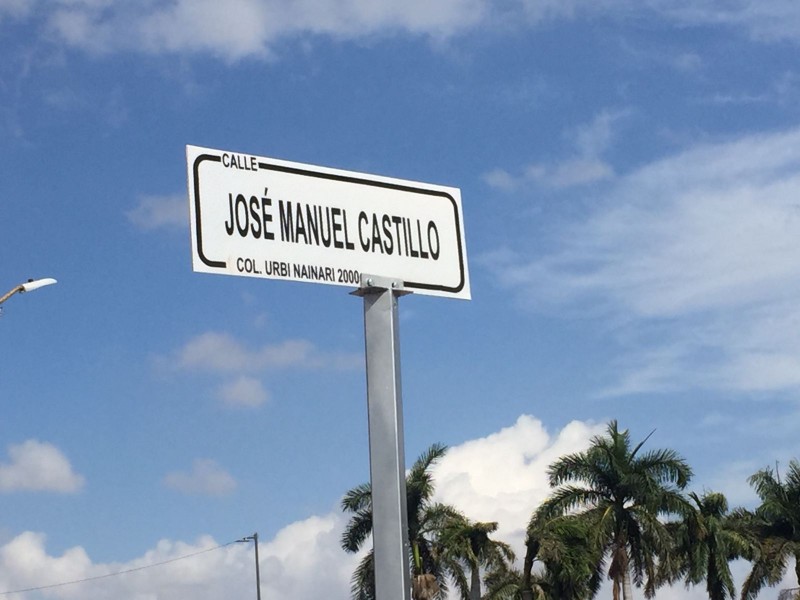 CALLE
JOSÉ MANUEL CASTILLO
COL. URBI NAINARI 2000